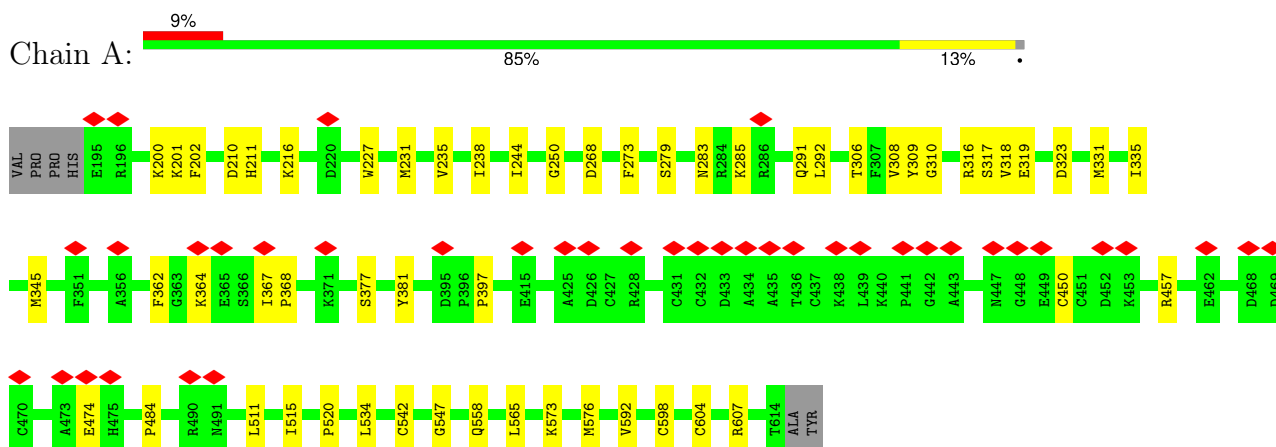 9%
Chain A:
85% 13% •
VAL PRO PRO HIS E195 R196 K200 K201 F202 D210 H211 K216 D220 W227 M231 V235 I238 I244 G250 D268 F273 S279 N283 R284 K285 R286 Q291 L292 T306 F307 V308 Y309 G310 R316 S317 V318 E319 D323 M331 I335
M345 F351 A356 F362 G363 K364 E365 S366 I367 P368 K371 S377 Y381 D395 P396 F397 E415 A425 D426 C427 R428 C431 C432 D433 A434 A435 T436 C437 K438 L439 K440 P441 G442 A443 N447 G448 E449 C450 C451 D452 K453 R457 E462 D468 D469
C470 A473 E474 H475 P484 R490 N491 L511 I515 P520 L534 C542 G547 Q558 L565 K573 M576 V592 C598 C604 R607 T614 ALA TYR